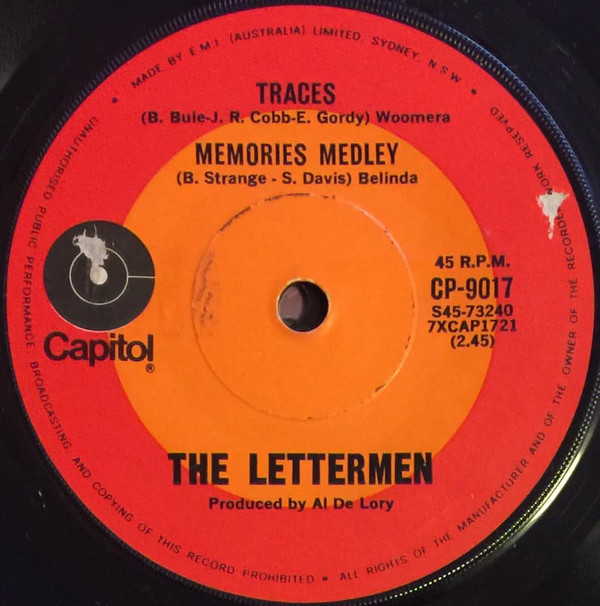 MADE BY E.M.I. (AUSTRALIA) LIMITED, SYDNEY, N.S.W.
TRACES
(B. Buie-J. R. Cobb-E. Gordy) Woomera
MEMORIES MEDLEY
(B. Strange - S. Davis) Belinda
45 R.P.M.
CP-9017
S45-73240
7XCAP1721
(2.45)
Capitol
®
THE LETTERMEN
Produced by Al De Lory
UNAUTHORISED PUBLIC PERFORMANCE, BROADCASTING AND COPYING OF THIS RECORD PROHIBITED • ALL RIGHTS OF THE MANUFACTURER AND OF THE OWNER OF THE RECORDED RESERVED